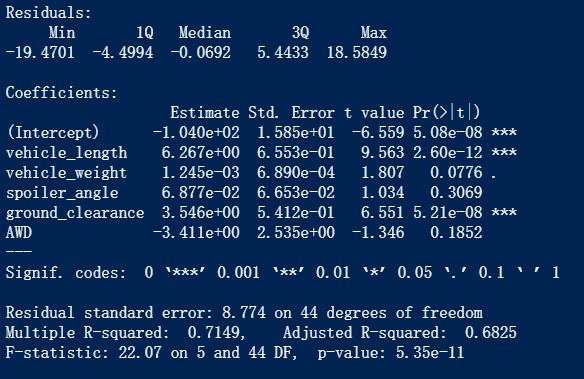 Residuals:
     Min       1Q   Median       3Q      Max
-19.4701  -4.4994  -0.0692   5.4433  18.5849

Coefficients:
                   Estimate Std. Error t value Pr(>|t|)
(Intercept)      -1.040e+02  1.585e+01  -6.559 5.08e-08 ***
vehicle_length    6.267e+00  6.553e-01   9.563 2.60e-12 ***
vehicle_weight    1.245e-03  6.890e-04   1.807   0.0776 .
spoiler_angle     6.877e-02  6.653e-02   1.034   0.3069
ground_clearance  3.546e+00  5.412e-01   6.551 5.21e-08 ***
AWD              -3.411e+00  2.535e+00  -1.346   0.1852
---
Signif. codes:  0 ‘***’ 0.001 ‘**’ 0.01 ‘*’ 0.05 ‘.’ 0.1 ‘ ’ 1

Residual standard error: 8.774 on 44 degrees of freedom
Multiple R-squared:  0.7149,    Adjusted R-squared:  0.6825
F-statistic: 22.07 on 5 and 44 DF,  p-value: 5.35e-11